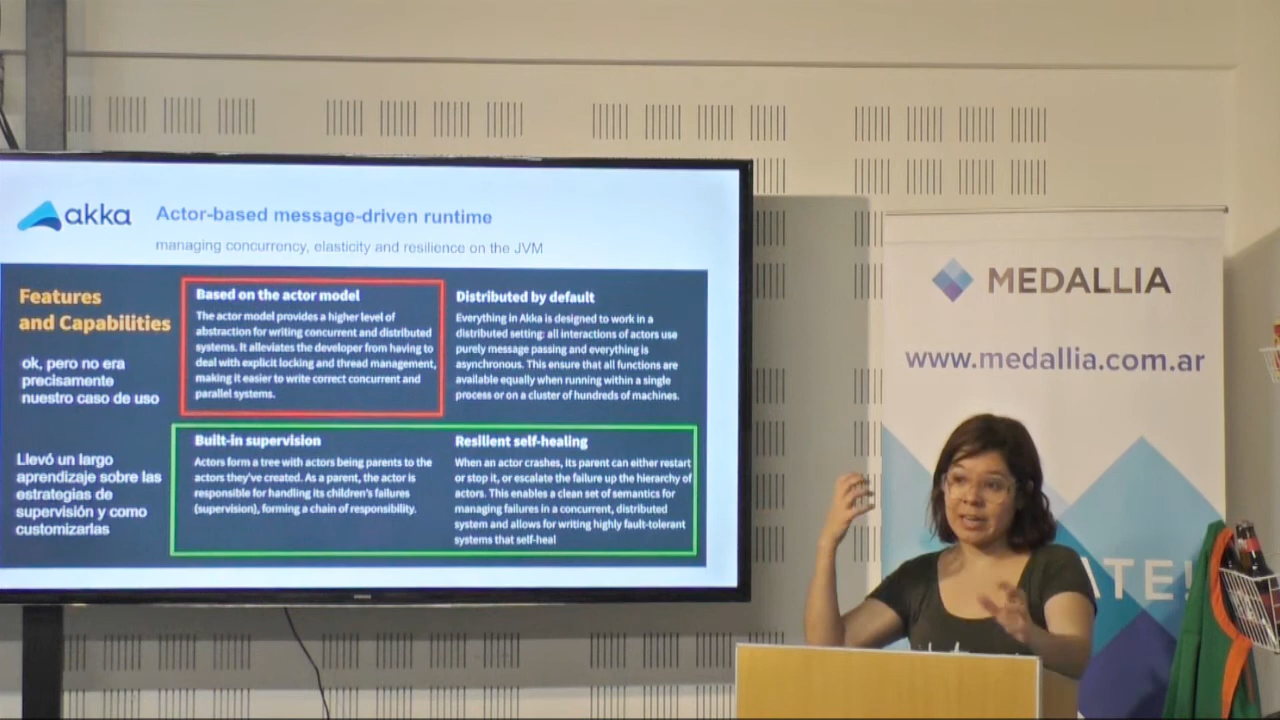 akka
Actor-based message-driven runtime
managing concurrency, elasticity and resilience on the JVM
Features
and Capabilities
ok, pero no era
precisamente
nuestro caso de uso
Based on the actor model
The actor model provides a higher level of
abstraction for writing concurrent and distributed
systems. It alleviates the developer from having to
deal with explicit locking and thread management,
making it easier to write correct concurrent and
parallel systems.
Distributed by default
Everything in Akka is designed to work in a
distributed setting: all interactions of actors use
purely message passing and everything is
asynchronous. This ensure that all functions are
available equally when running within a single
process or on a cluster of hundreds of machines.
Llevó un largo
aprendizaje sobre las
estrategias de
supervisión y como
customizarlas
Built-in supervision
Actors form a tree with actors being parents to the
actors they've created. As a parent, the actor is
responsible for handling its children's failures
(supervision), forming a chain of responsibility.
Resilient self-healing
When an actor crashes, its parent can either restart
or stop it, or escalate the failure up the hierarchy of
actors. This enables a clean set of semantics for
managing failures in a concurrent, distributed
system and allows for writing highly fault-tolerant
systems that self-heal
MEDALLIA
www.medallia.com.ar
ATE!